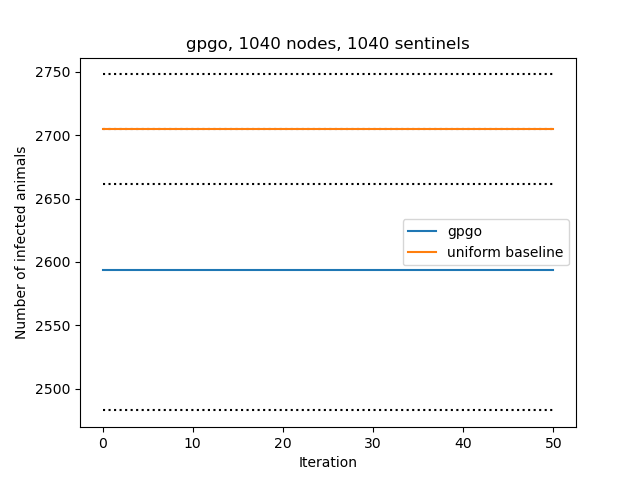 gpgo, 1040 nodes, 1040 sentinels
2750
2700
2650
2600
2550
2500
Number of infected animals
gpgo
uniform baseline
0 10 20 30 40 50
Iteration